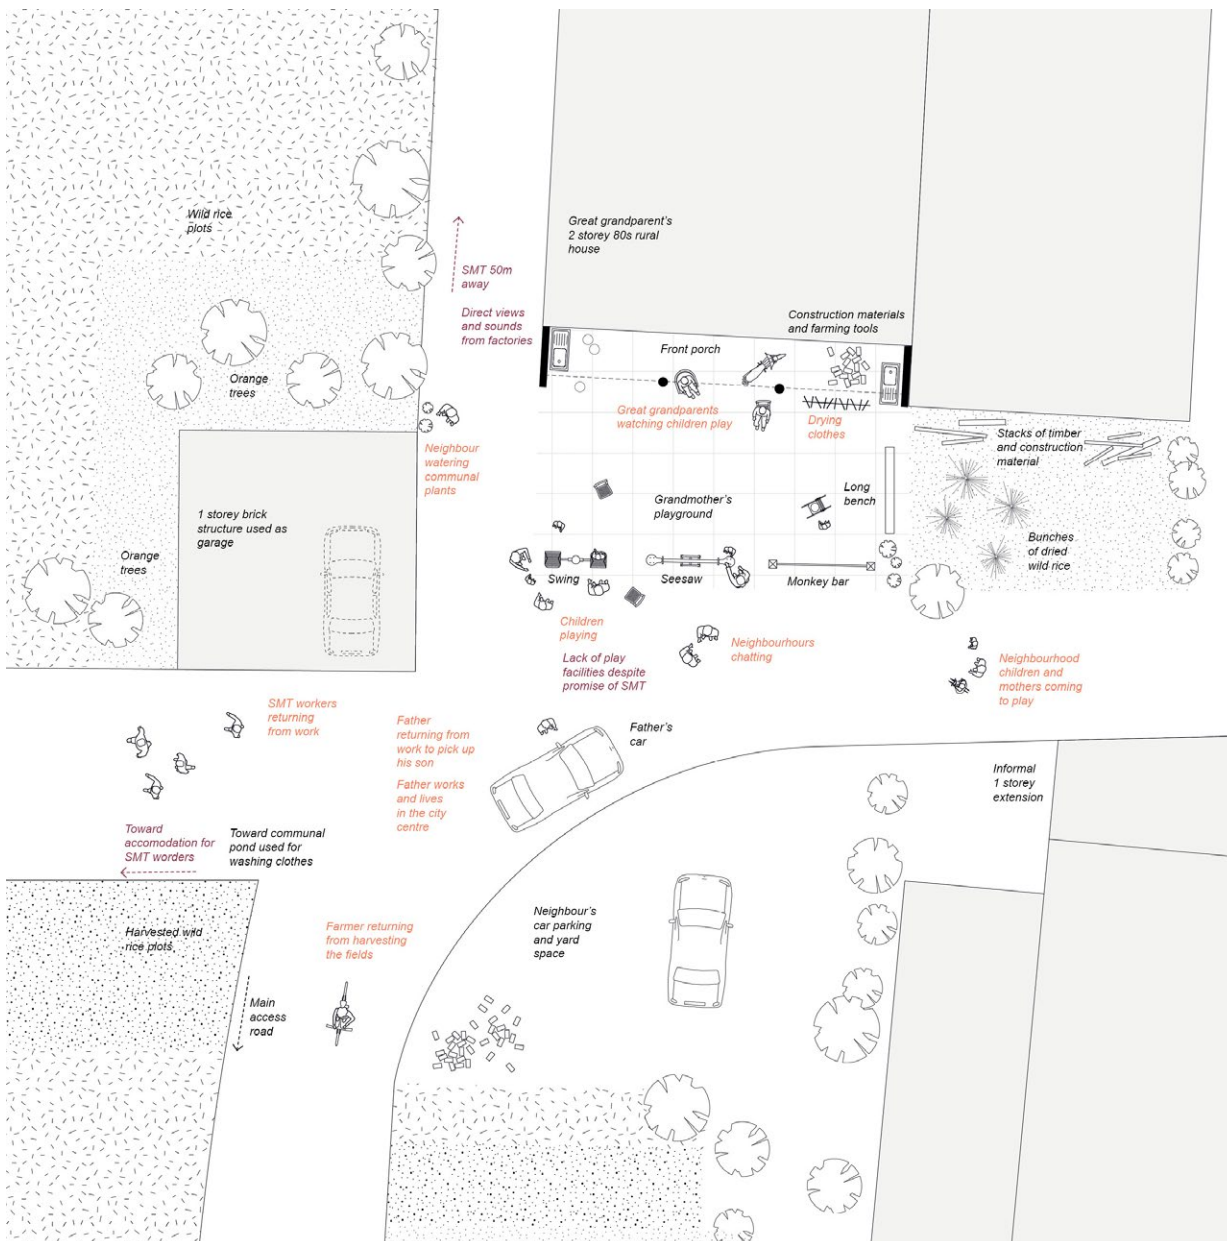 Wild rice
plots
SMT 50m
away
Direct views
and sounds
from factories
Great grandparent's
2 storey 80s rural
house
Construction materials
and farming tools
Front porch
Orange
trees
Great grandparents
watching children play
Drying
clothes
Neighbour
watering
communal
plants
Stacks of timber
and construction
material
1 storey brick
structure used as
garage
Grandmother's
playground
Long
bench
Orange
trees
Bunches
of dried
wild rice
Swing
Seesaw
Monkey bar
Children
playing
Lack of play
facilities despite
promise of SMT
Neighbourhours
chatting
Neighbourhood
children and
mothers coming
to play
SMT workers
returning
from work
Father
returning from
work to pick up
his son
Father works
and lives
in the city
centre
Father's
car
Informal
1 storey
extension
Toward
accomodation for
SMT worders
Toward communal
pond used for
washing clothes
Harvested wild
rice plots
Farmer returning
from harvesting
the fields
Neighbour's
car parking
and yard
space
Main
access
road